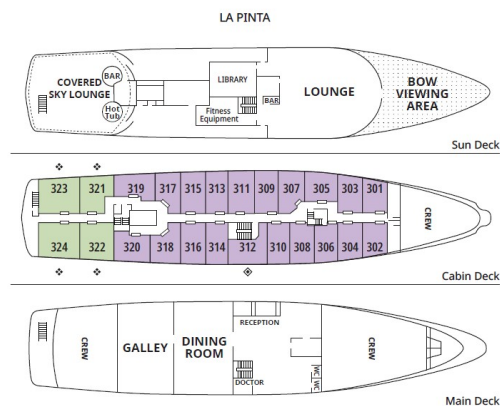 LA PINTA
BAR
COVERED
SKY LOUNGE
Hot
Tub
LIBRARY
Fitness
Equipment
BAR
LOUNGE
BOW
VIEWING
AREA
Sun Deck
323 321 319 317 315 313 311 309 307 305 303 301
324 322 320 318 316 314 312 310 308 306 304 302
CREW
Cabin Deck
CREW
GALLEY
DINING
ROOM
RECEPTION
DOCTOR
WC
WC
CREW
Main Deck